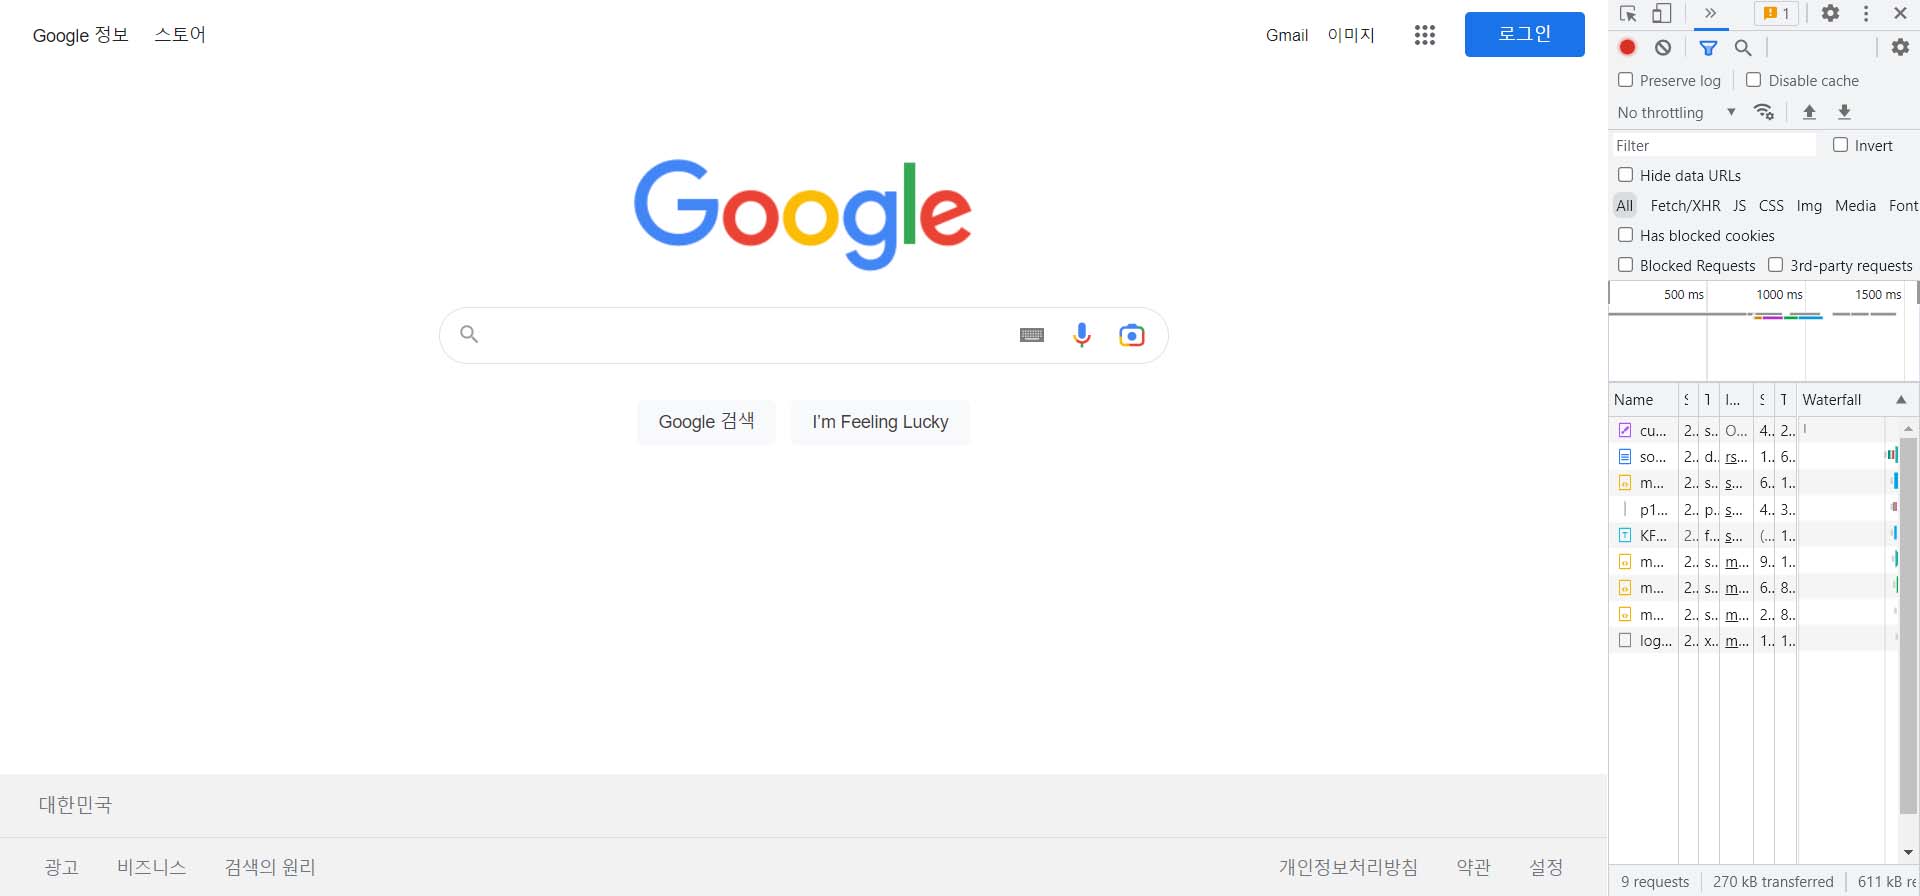 Google 정보 스토어
Gmail 이미지 로그인
Google
Google 검색 I'm Feeling Lucky
대한민국
광고 비즈니스 검색의 원리
개인정보처리방침 약관 설정
1
Preserve log Disable cache
No throttling
Filter Invert
Hide data URLs
All Fetch/XHR JS CSS Img Media Font
Has blocked cookies
Blocked Requests 3rd-party requests
500 ms 1000 ms 1500 ms
Name S T I... S T Waterfall
cu... 2.. s.. O... 4.. 2..
so... 2.. d.. rs... 1.. 6..
m... 2.. s.. s... 6.. 1..
p1... 2.. p.. s... 4.. 3..
KF... 2.. f... s... (... 1..
m... 2.. s.. m... 9.. 1..
m... 2.. s.. m... 6.. 8..
m... 2.. s.. m... 2.. 8..
log... 2.. x.. m... 1.. 1..
9 requests 270 kB transferred 611 kB re